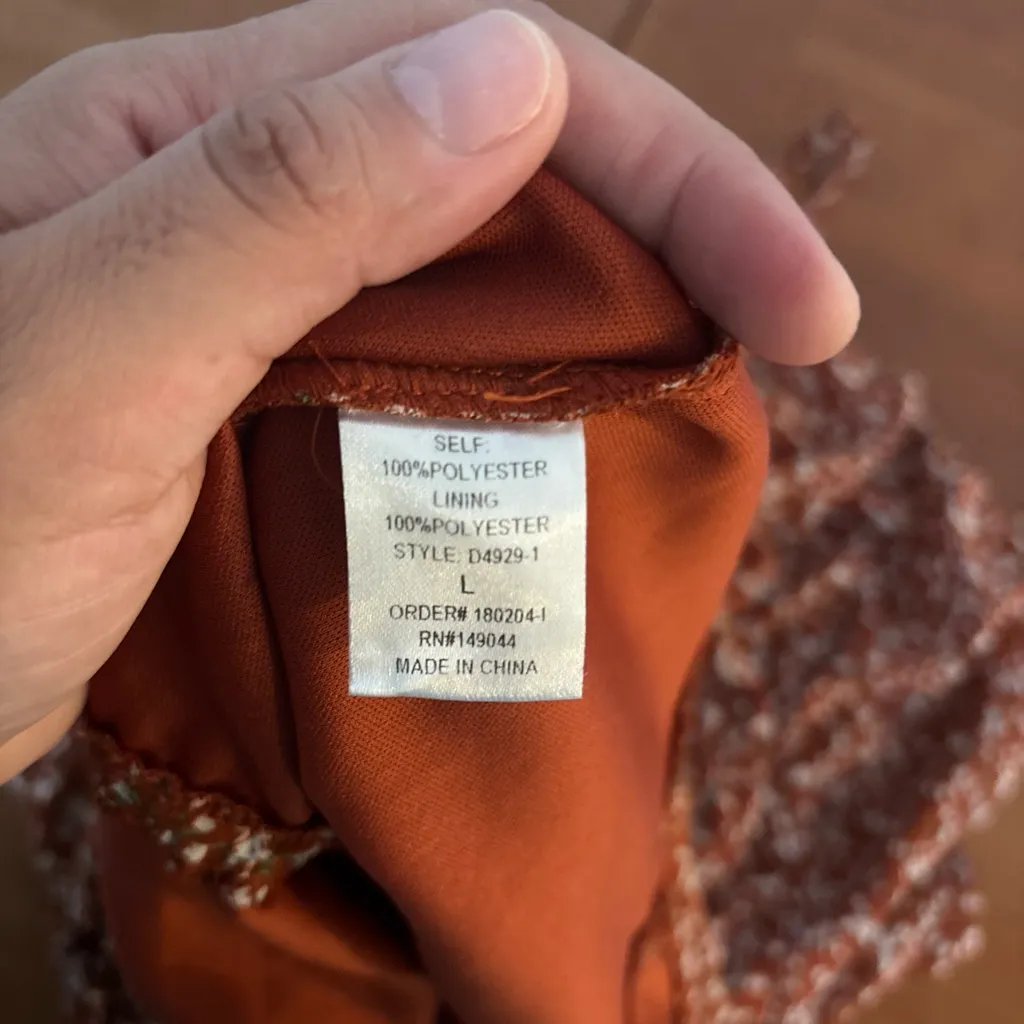 SELF:
100%POLYESTER
LINING
100%POLYESTER
STYLE: D4929-1
L
ORDER# 180204-I
RN#149044
MADE IN CHINA